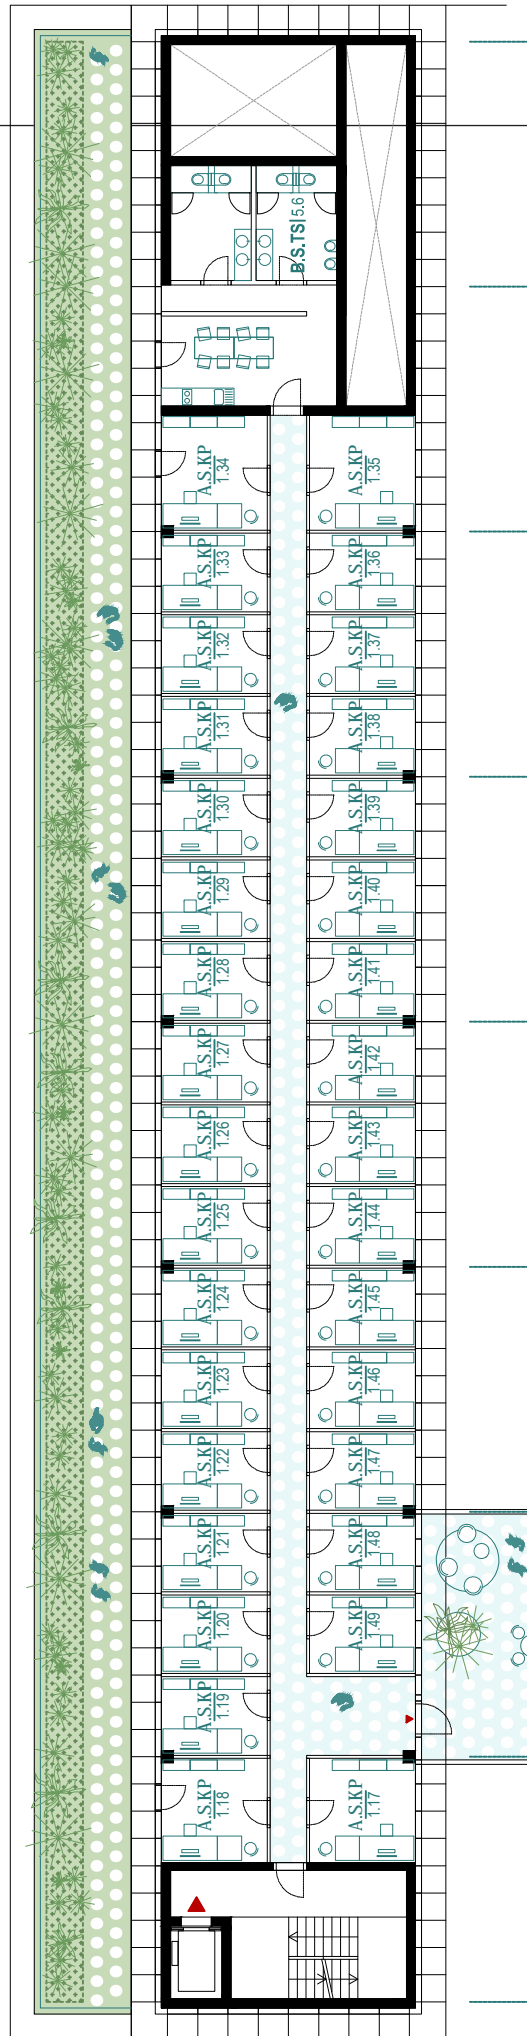 B.S.TS|5.6
A.S.KP
1.34
A.S.KP
1.35
A.S.KP
1.33
A.S.KP
1.36
A.S.KP
1.32
A.S.KP
1.37
A.S.KP
1.31
A.S.KP
1.38
A.S.KP
1.30
A.S.KP
1.39
A.S.KP
1.29
A.S.KP
1.40
A.S.KP
1.28
A.S.KP
1.41
A.S.KP
1.27
A.S.KP
1.42
A.S.KP
1.26
A.S.KP
1.43
A.S.KP
1.25
A.S.KP
1.44
A.S.KP
1.24
A.S.KP
1.45
A.S.KP
1.23
A.S.KP
1.46
A.S.KP
1.22
A.S.KP
1.47
A.S.KP
1.21
A.S.KP
1.48
A.S.KP
1.20
A.S.KP
1.49
A.S.KP
1.19
A.S.KP
1.18
A.S.KP
1.17